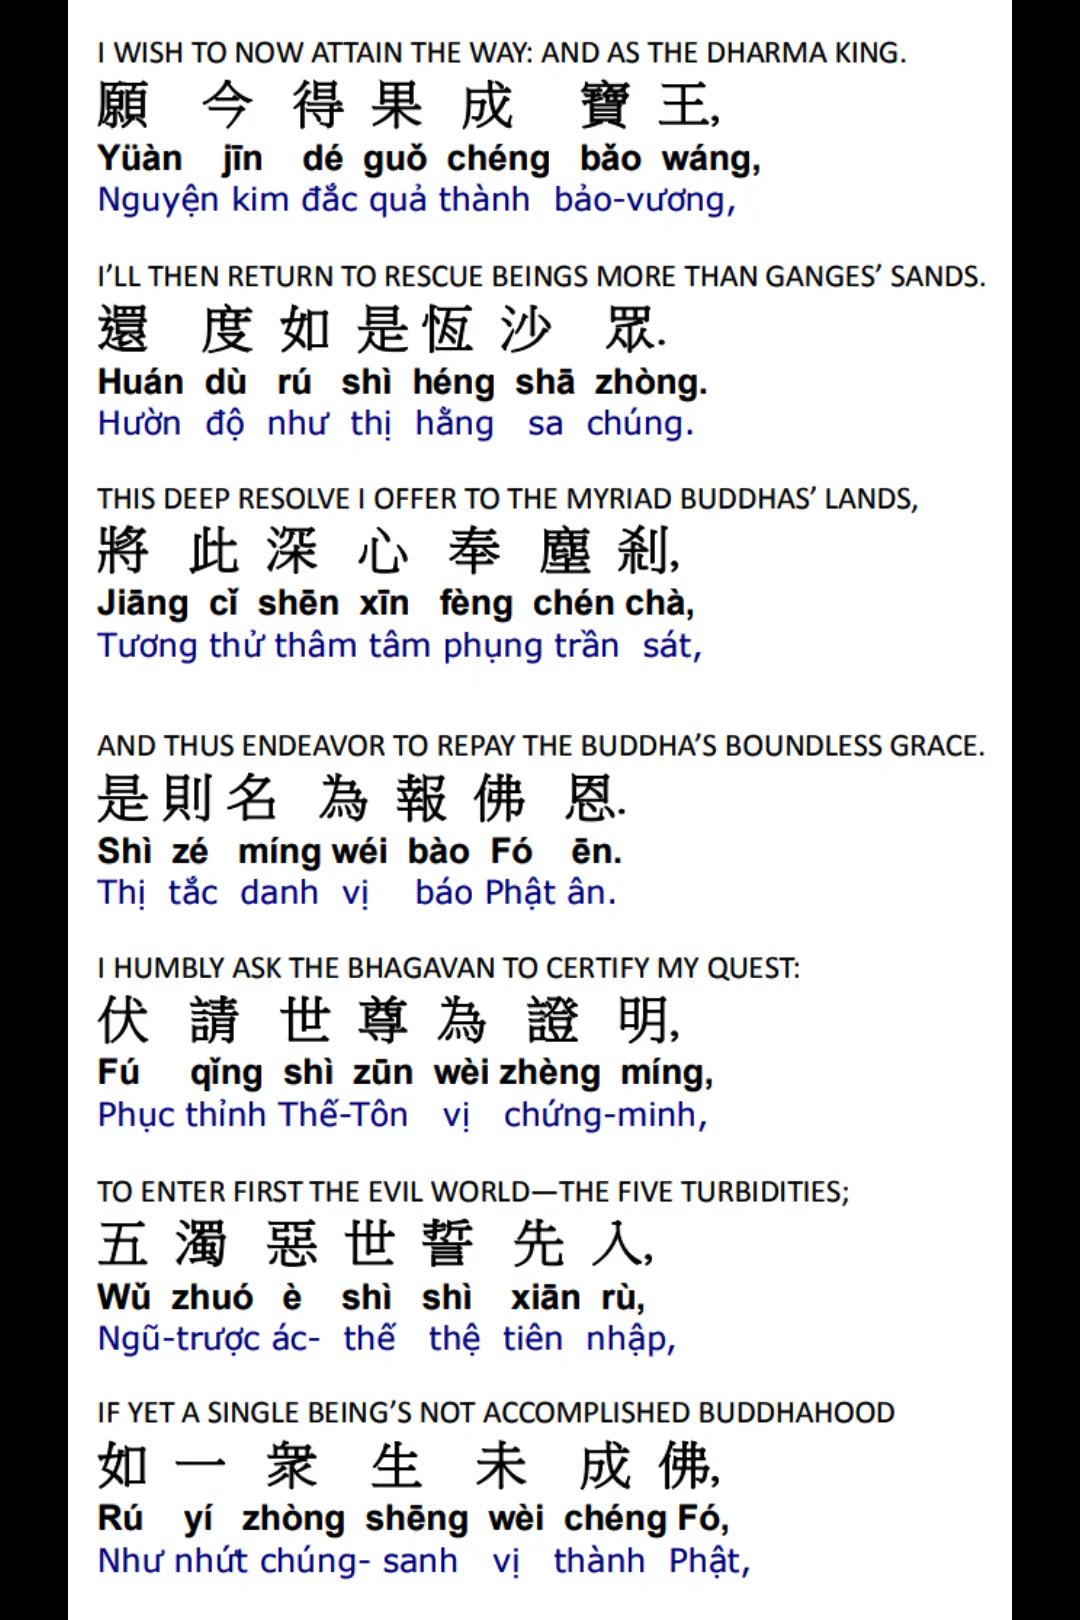 I WISH TO NOW ATTAIN THE WAY: AND AS THE DHARMA KING.
願 今 得 果 成 寶 王,
Yüàn jīn dé guǒ chéng bǎo wáng,
Nguyện kim đắc quả thành bảo-vương,
I’LL THEN RETURN TO RESCUE BEINGS MORE THAN GANGES’ SANDS.
還 度 如 是 恆 沙 眾.
Huán dù rú shì héng shā zhòng.
Hườn độ như thị hằng sa chúng.
THIS DEEP RESOLVE I OFFER TO THE MYRIAD BUDDHAS’ LANDS,
將 此 深 心 奉 塵 剎,
Jiāng cǐ shēn xīn fèng chén chà,
Tương thử thâm tâm phụng trần sát,
AND THUS ENDEAVOR TO REPAY THE BUDDHA’S BOUNDLESS GRACE.
是 則 名 為 報 佛 恩.
Shì zé míng wéi bào Fó ēn.
Thị tắc danh vị báo Phật ân.
I HUMBLY ASK THE BHAGAVAN TO CERTIFY MY QUEST:
伏 請 世 尊 為 證 明,
Fú qǐng shì zūn wèi zhèng míng,
Phục thỉnh Thế-Tôn vị chứng-minh,
TO ENTER FIRST THE EVIL WORLD—THE FIVE TURBIDITIES;
五 濁 惡 世 誓 先 入,
Wǔ zhuó è shì shì xiān rù,
Ngũ-trược ác- thế thệ tiên nhập,
IF YET A SINGLE BEING’S NOT ACCOMPLISHED BUDDHAHOOD
如 一 衆 生 未 成 佛,
Rú yí zhòng shēng wèi chéng Fó,
Như nhứt chúng- sanh vị thành Phật,